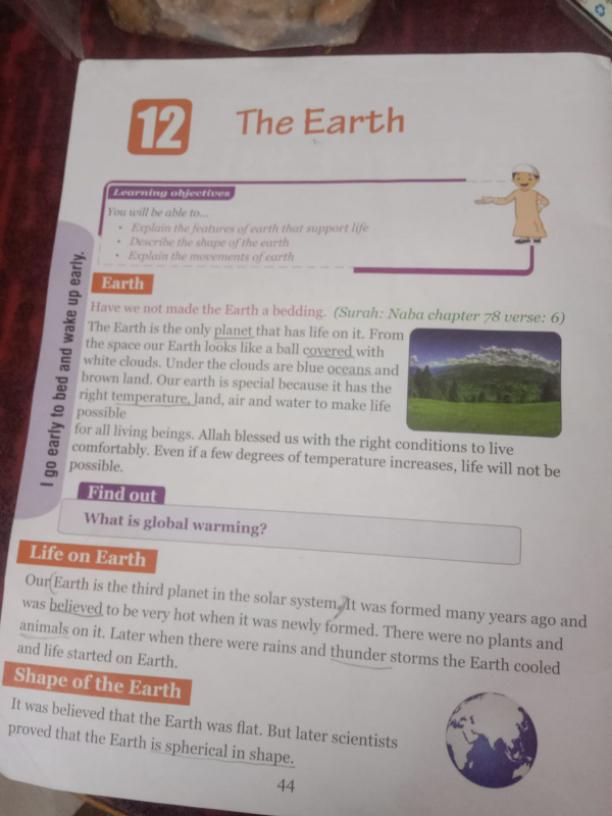 12
The Earth
Learning objectives
You will be able to...
• Explain the features of earth that support life
• Describe the shape of the earth
• Explain the movements of earth
I go early to bed and wake up early.
Earth
Have we not made the Earth a bedding. (Surah: Naba chapter 78 verse: 6)
The Earth is the only planet that has life on it. From
the space our Earth looks like a ball covered with
white clouds. Under the clouds are blue oceans and
brown land. Our earth is special because it has the
right temperature, land, air and water to make life
possible
for all living beings. Allah blessed us with the right conditions to live
comfortably. Even if a few degrees of temperature increases, life will not be
possible.
Find out
What is global warming?
Life on Earth
Our Earth is the third planet in the solar system. It was formed many years ago and
was believed to be very hot when it was newly formed. There were no plants and
animals on it. Later when there were rains and thunder storms the Earth cooled
and life started on Earth.
Shape of the Earth
It was believed that the Earth was flat. But later scientists
proved that the Earth is spherical in shape.
44